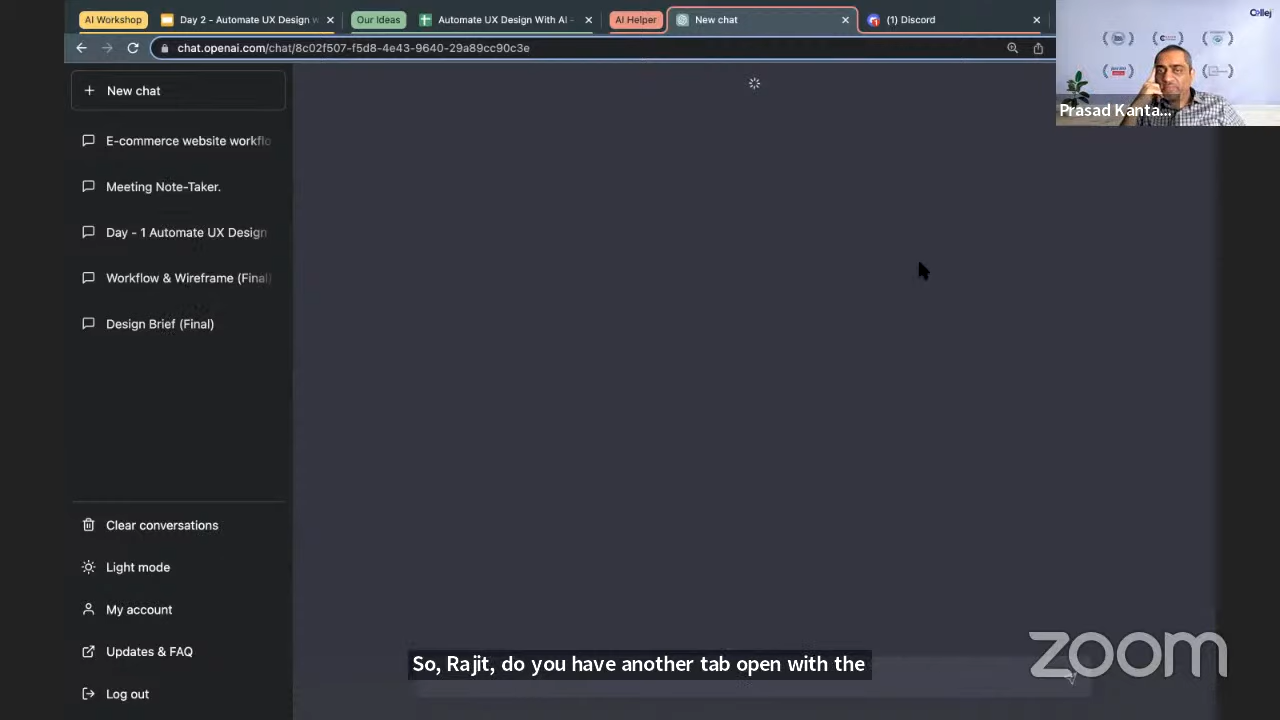 AI Workshop
Day 2 - Automate UX Design w
Our Ideas
Automate UX Design With AI -
AI Helper
New chat
(1) Discord
chat.openai.com/chat/8c02f507-f5d8-4e43-9640-29a89cc90c3e
Collej
Prasad Kanta...
New chat
E-commerce website workflo
Meeting Note-Taker.
Day - 1 Automate UX Design
Workflow & Wireframe (Final)
Design Brief (Final)
Clear conversations
Light mode
My account
Updates & FAQ
Log out
So, Rajit, do you have another tab open with the
zoom